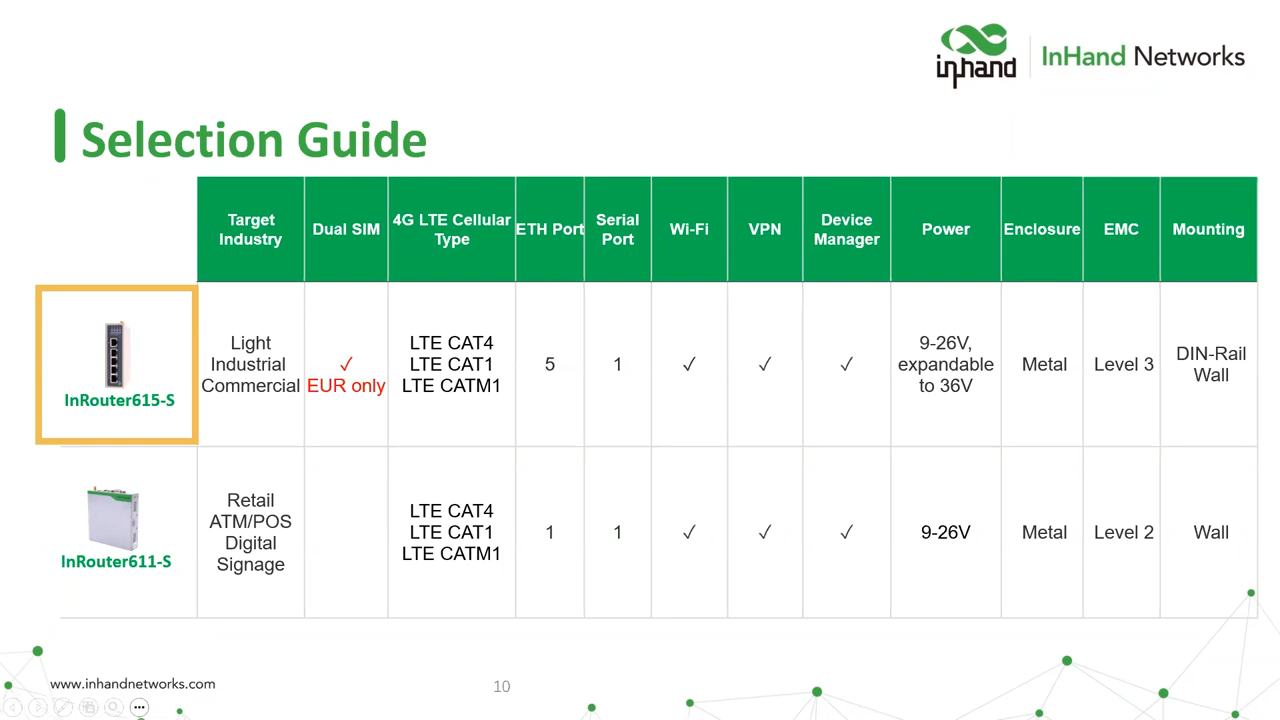 inhand
InHand Networks
Selection Guide
Target
Industry
Dual SIM
4G LTE Cellular
Type
ETH Port
Serial
Port
Wi-Fi
VPN
Device
Manager
Power
Enclosure
EMC
Mounting
InRouter615-S
Light
Industrial
Commercial
✓
EUR only
LTE CAT4
LTE CAT1
LTE CATM1
5
1
✓
✓
✓
9-26V,
expandable
to 36V
Metal
Level 3
DIN-Rail
Wall
InRouter611-S
Retail
ATM/POS
Digital
Signage
LTE CAT4
LTE CAT1
LTE CATM1
1
1
✓
✓
✓
9-26V
Metal
Level 2
Wall
www.inhandnetworks.com
10